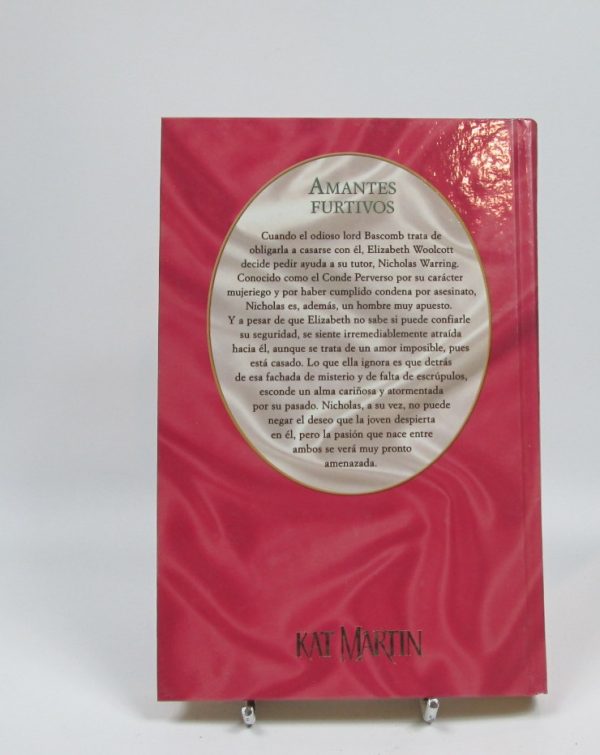 AMANTES
FURTIVOS
Cuando el odioso lord Bascomb trata de
obligarla a casarse con él, Elizabeth Woolcott
decide pedir ayuda a su tutor, Nicholas Warring.
Conocido como el Conde Perverso por su carácter
mujeriego y por haber cumplido condena por asesinato,
Nicholas es, además, un hombre muy apuesto.
Y a pesar de que Elizabeth no sabe si puede confiarle
su seguridad, se siente irremediablemente atraída
hacia él, aunque se trata de un amor imposible, pues
está casado. Lo que ella ignora es que detrás
de esa fachada de misterio y de falta de escrúpulos,
esconde un alma cariñosa y atormentada
por su pasado. Nicholas, a su vez, no puede
negar el deseo que la joven despierta
en él, pero la pasión que nace entre
ambos se verá muy pronto
amenazada.
KAT MARTIN